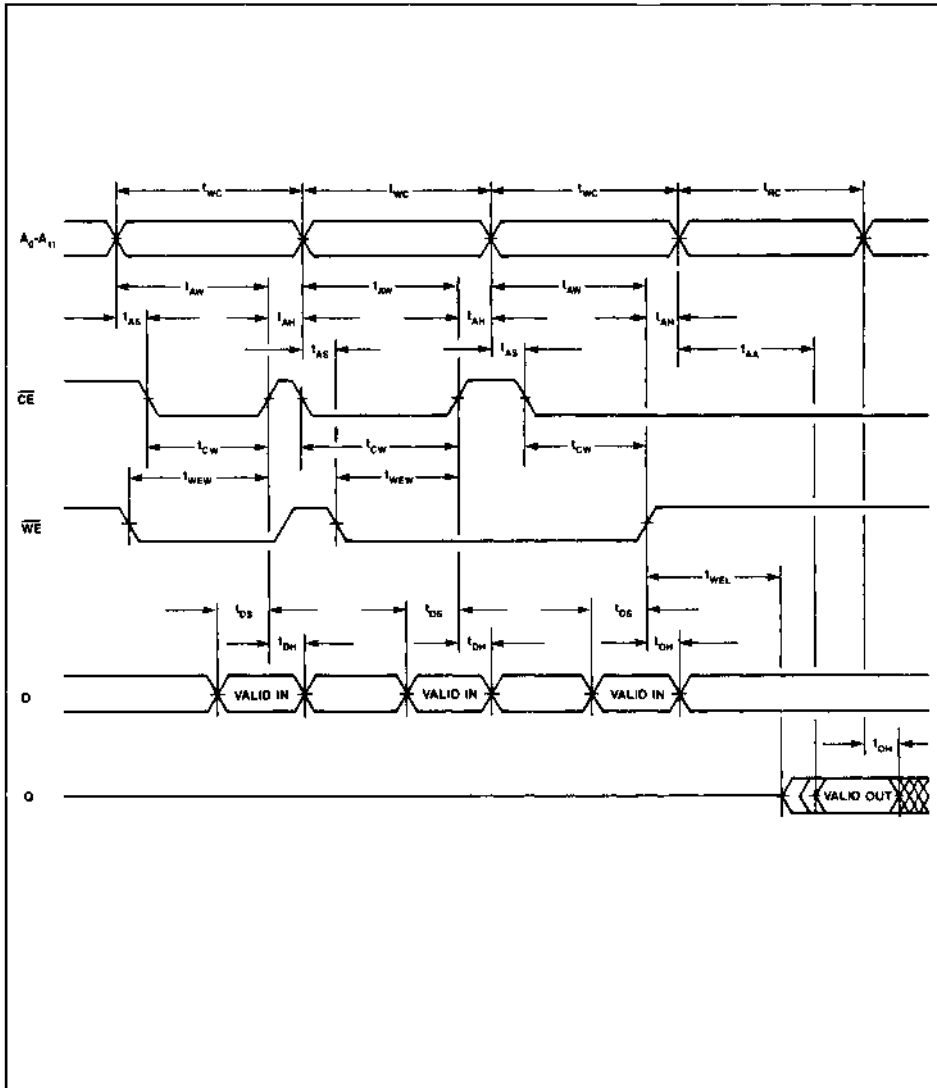 tWC tWC tWC tRC
A0-A11
tAW tAW tAW
tAS tAH tAH tAH
tAS tAS tAA
CE
tCW tCW tCW
tWEW tWEW
WE
tWEL
tDS tDS tDS
tDH tDH tDH
D VALID IN VALID IN VALID IN
tOH
Q VALID OUT